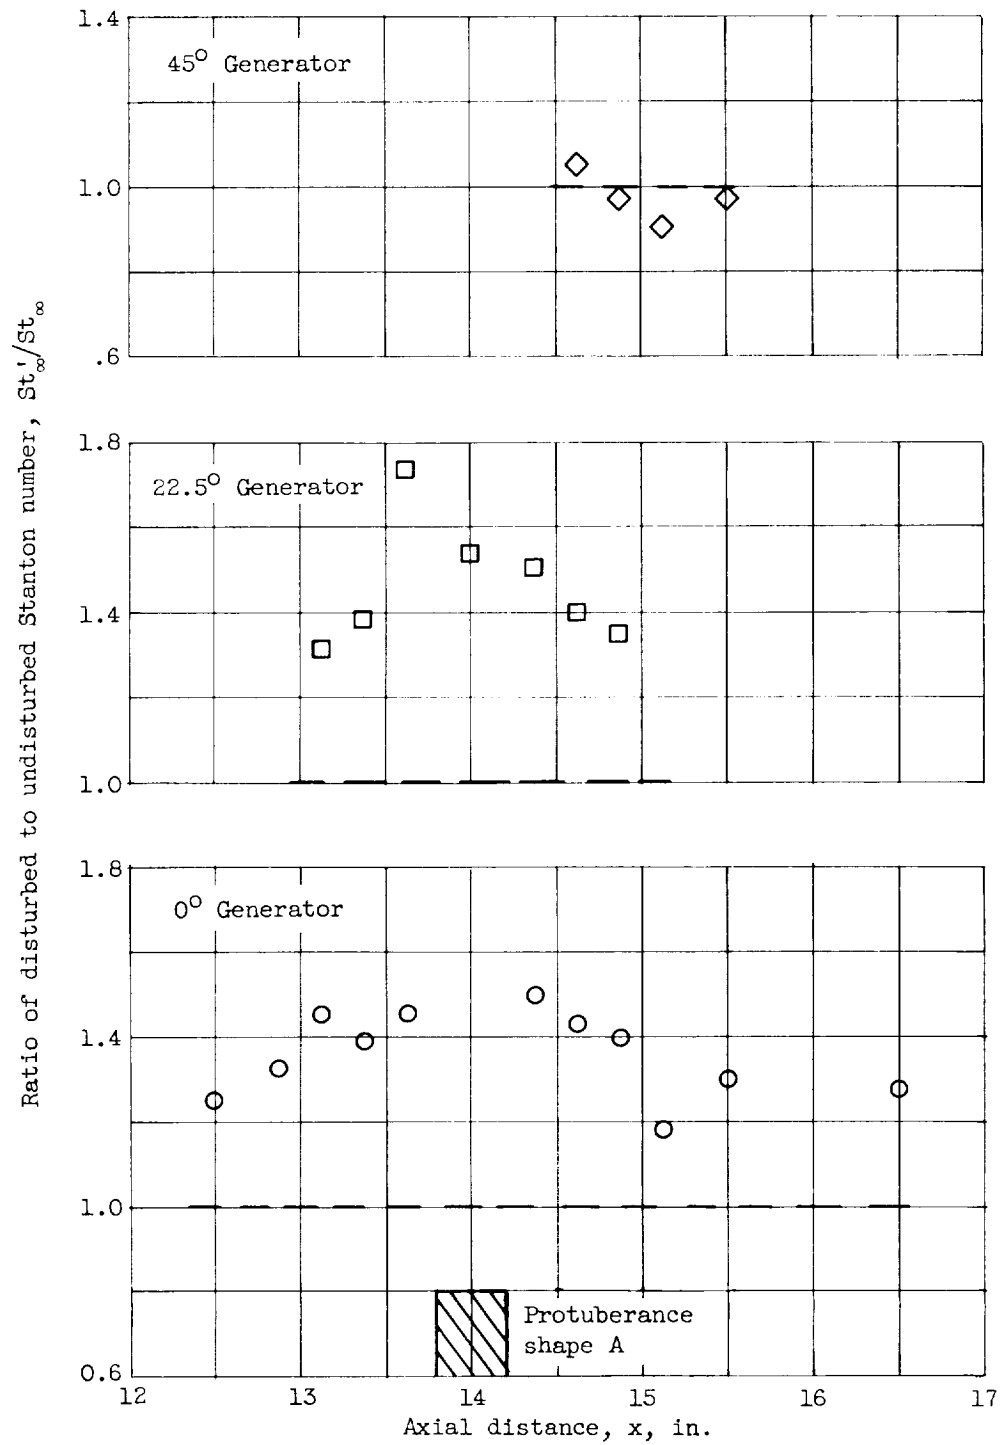 Ratio of disturbed to undisturbed Stanton number, St∞'/St∞
1.4
45° Generator
1.0
.6
1.8
22.5° Generator
1.4
1.0
1.8
0° Generator
1.4
1.0
Protuberance
shape A
0.6
12 13 14 15 16 17
Axial distance, x, in.